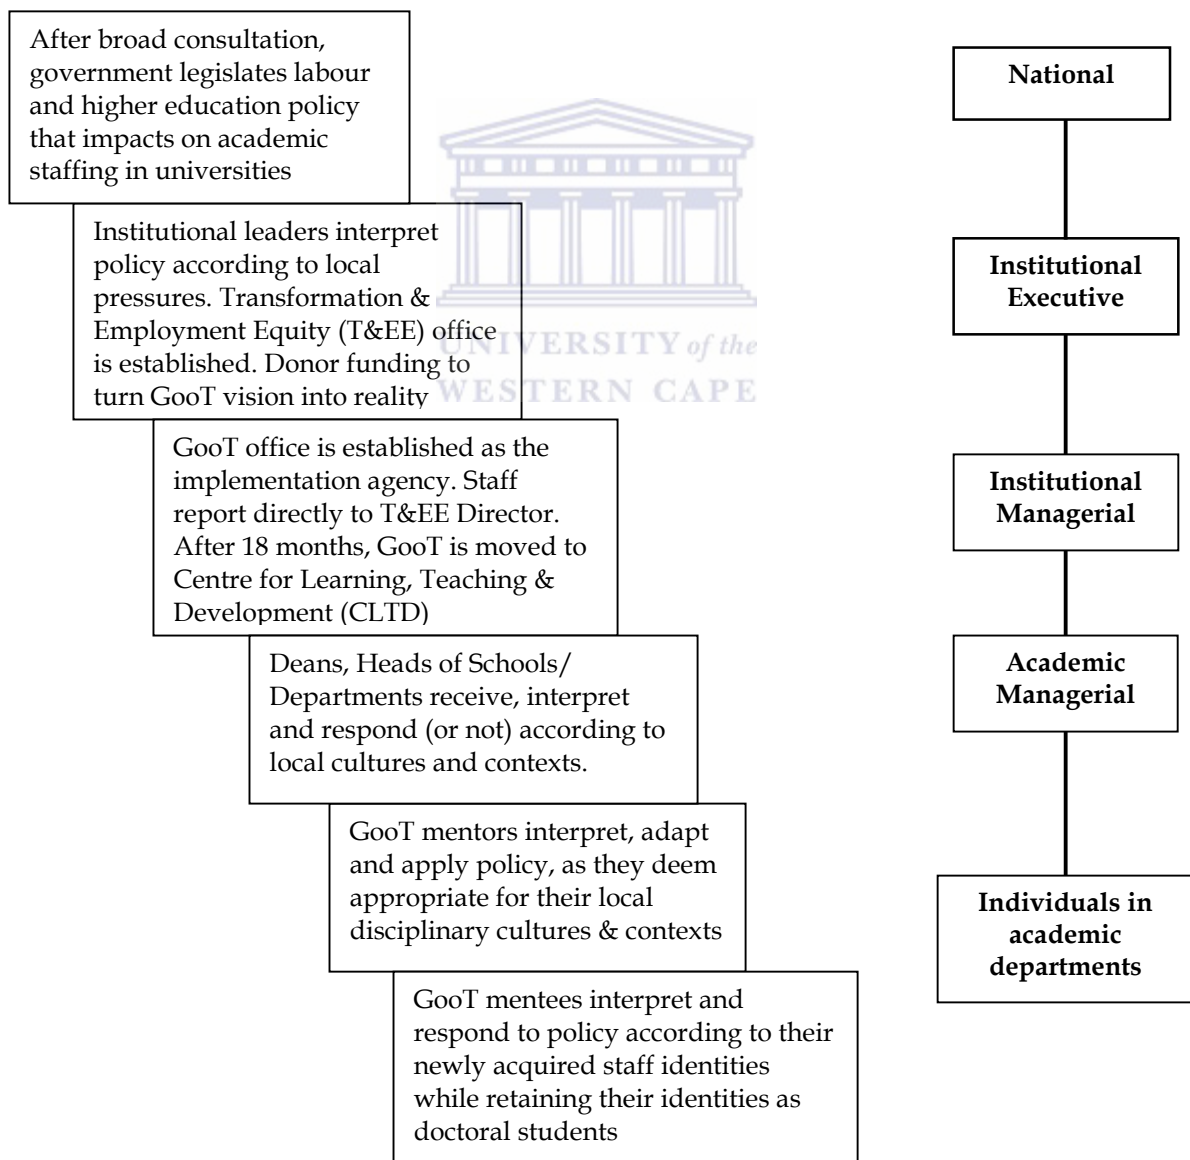 After broad consultation,
government legislates labour
and higher education policy
that impacts on academic
staffing in universities
National
Institutional leaders interpret
policy according to local
pressures. Transformation &
Employment Equity (T&EE) office
is established. Donor funding to
turn GooT vision into reality
UNIVERSITY of the
WESTERN CAPE
Institutional
Executive
GooT office is established as the
implementation agency. Staff
report directly to T&EE Director.
After 18 months, GooT is moved to
Centre for Learning, Teaching &
Development (CLTD)
Institutional
Managerial
Deans, Heads of Schools/
Departments receive, interpret
and respond (or not) according to
local cultures and contexts.
Academic
Managerial
GooT mentors interpret, adapt
and apply policy, as they deem
appropriate for their local
disciplinary cultures & contexts
Individuals in
academic
departments
GooT mentees interpret and
respond to policy according to their
newly acquired staff identities
while retaining their identities as
doctoral students